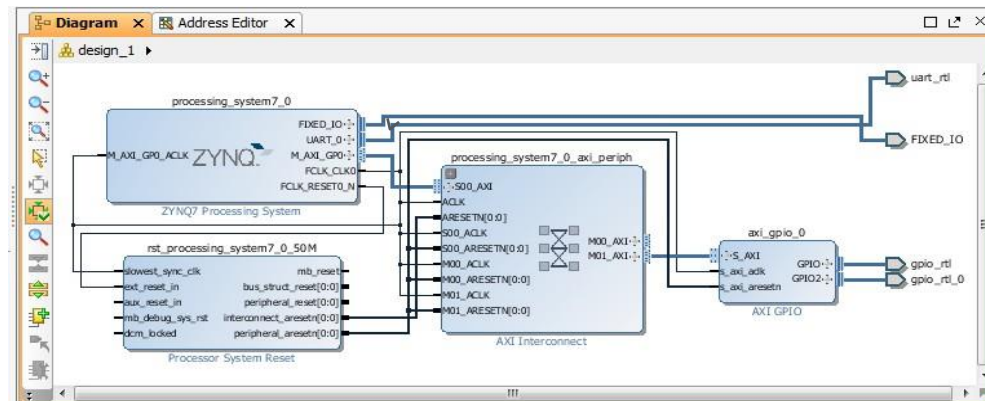 Diagram
Address Editor
design_1
processing_system7_0
FIXED_IO
UART_0
M_AXI_GP0
FCLK_CLK0
FCLK_RESET0_N
M_AXI_GP0_ACLK
ZYNQ
ZYNQ7 Processing System
rst_processing_system7_0_50M
slowest_sync_clk
ext_reset_in
aux_reset_in
mb_debug_sys_rst
dcm_locked
mb_reset
bus_struct_reset[0:0]
peripheral_reset[0:0]
interconnect_aresetn[0:0]
peripheral_aresetn[0:0]
Processor System Reset
processing_system7_0_axi_periph
S00_AXI
ACLK
ARESETN[0:0]
S00_ACLK
S00_ARESETN[0:0]
M00_ACLK
M00_ARESETN[0:0]
M01_ACLK
M01_ARESETN[0:0]
M00_AXI
M01_AXI
AXI Interconnect
axi_gpio_0
S_AXI
s_axi_aclk
s_axi_aresetn
GPIO
GPIO2
AXI GPIO
uart_rtl
FIXED_IO
gpio_rtl
gpio_rtl_0